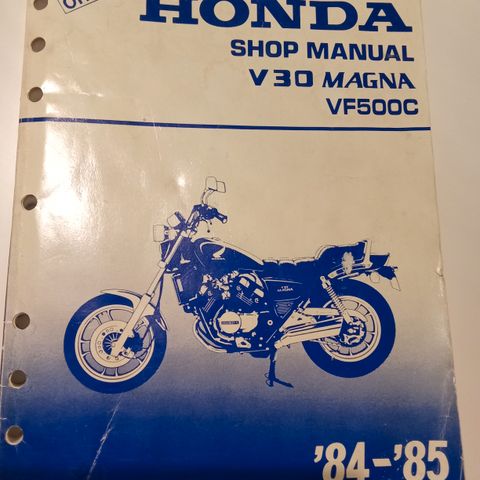 HONDA
SHOP MANUAL
V30 MAGNA
VF500C
'84-'85